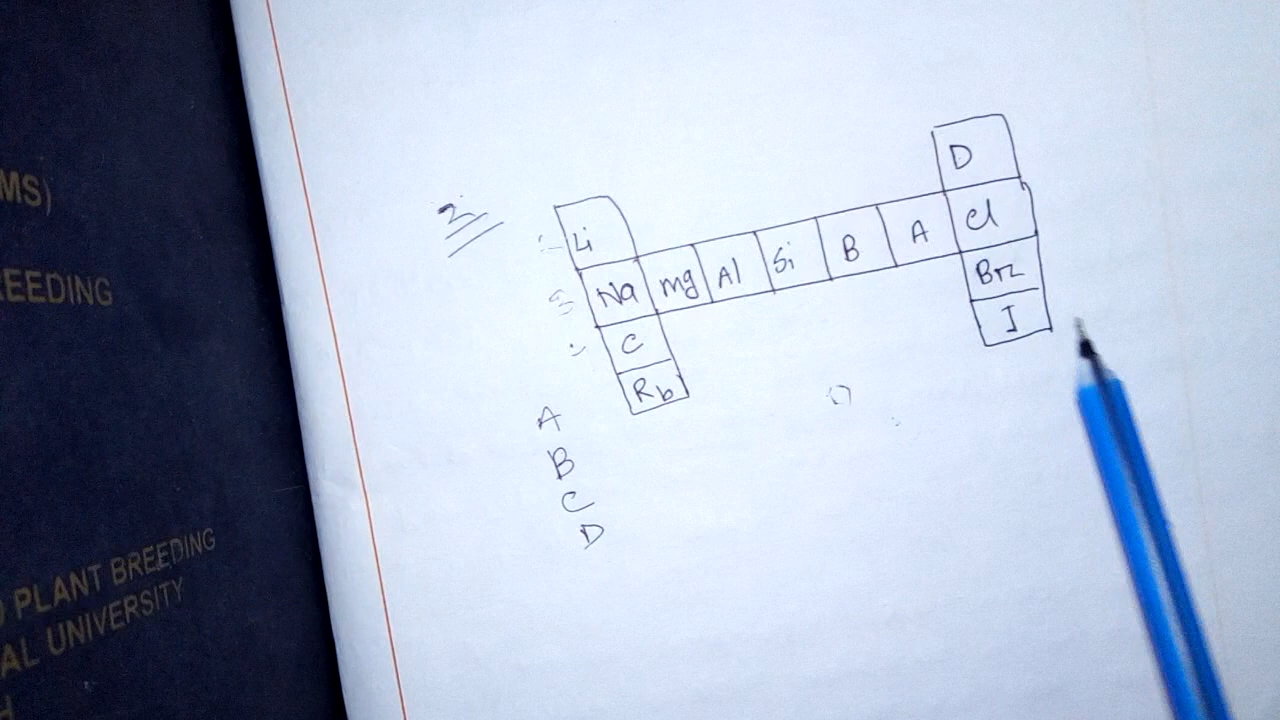 MS)
EEDING
PLANT BREEDING
AL UNIVERSITY
H
2
D
Li
Na mg Al Si B A Cl
C Br
Rb I
A
B
C
D